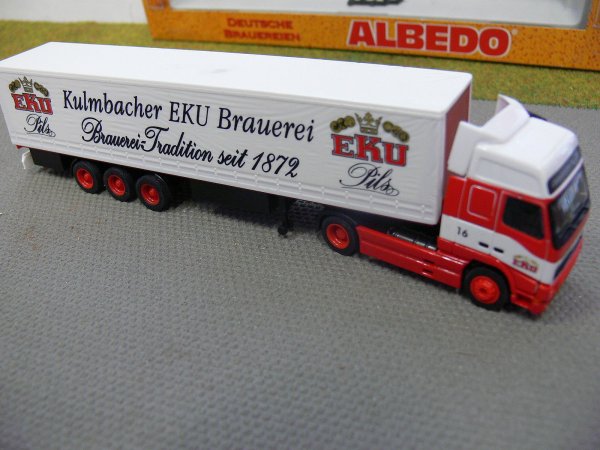 DEUTSCHE
BRAUEREIEN
ALBEDO
EKU
Pils
Kulmbacher EKU Brauerei
Brauerei-Tradition seit 1872
EKU
Pils
16
EKU